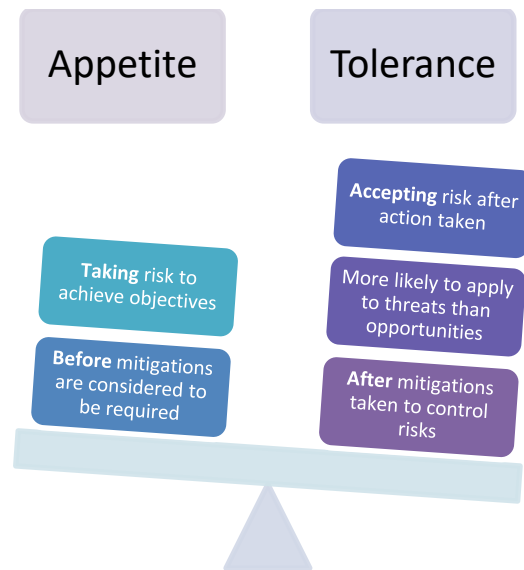 Appetite
Tolerance
Taking risk to
achieve objectives
Before mitigations
are considered to
be required
Accepting risk after
action taken
More likely to apply
to threats than
opportunities
After mitigations
taken to control
risks